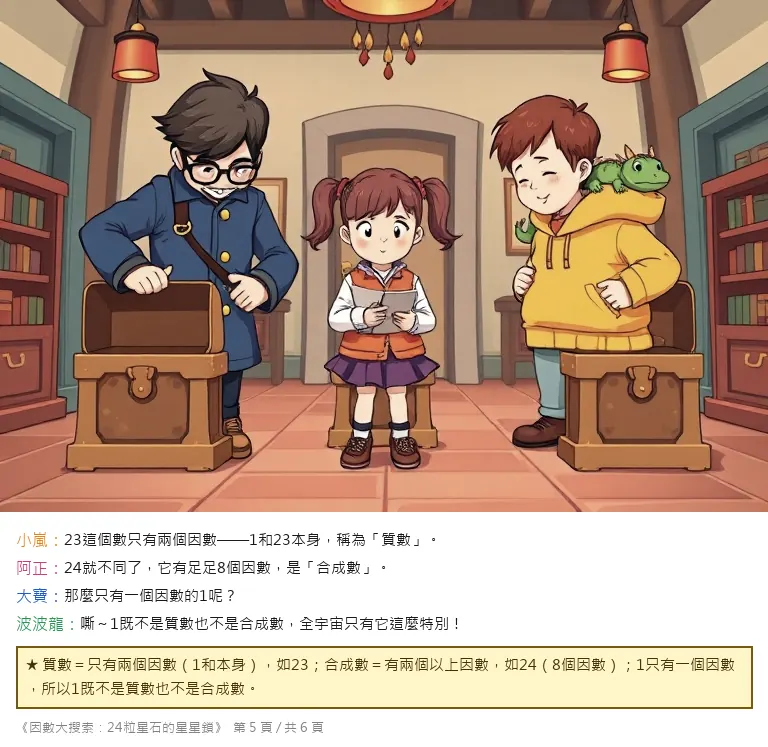 小嵐：23這個數只有兩個因數——1和23本身，稱為「質數」。
阿正：24就不同了，它有足足8個因數，是「合成數」。
大寶：那麼只有一個因數的1呢？
波波龍：嘶～1既不是質數也不是合成數，全宇宙只有它這麼特別！
★ 質數＝只有兩個因數（1和本身），如23；合成數＝有兩個以上因數，如24（8個因數）；1只有一個因數
，所以1既不是質數也不是合成數。
《因數大搜索：24粒星石的星星鎖》 第 5 頁 / 共 6 頁